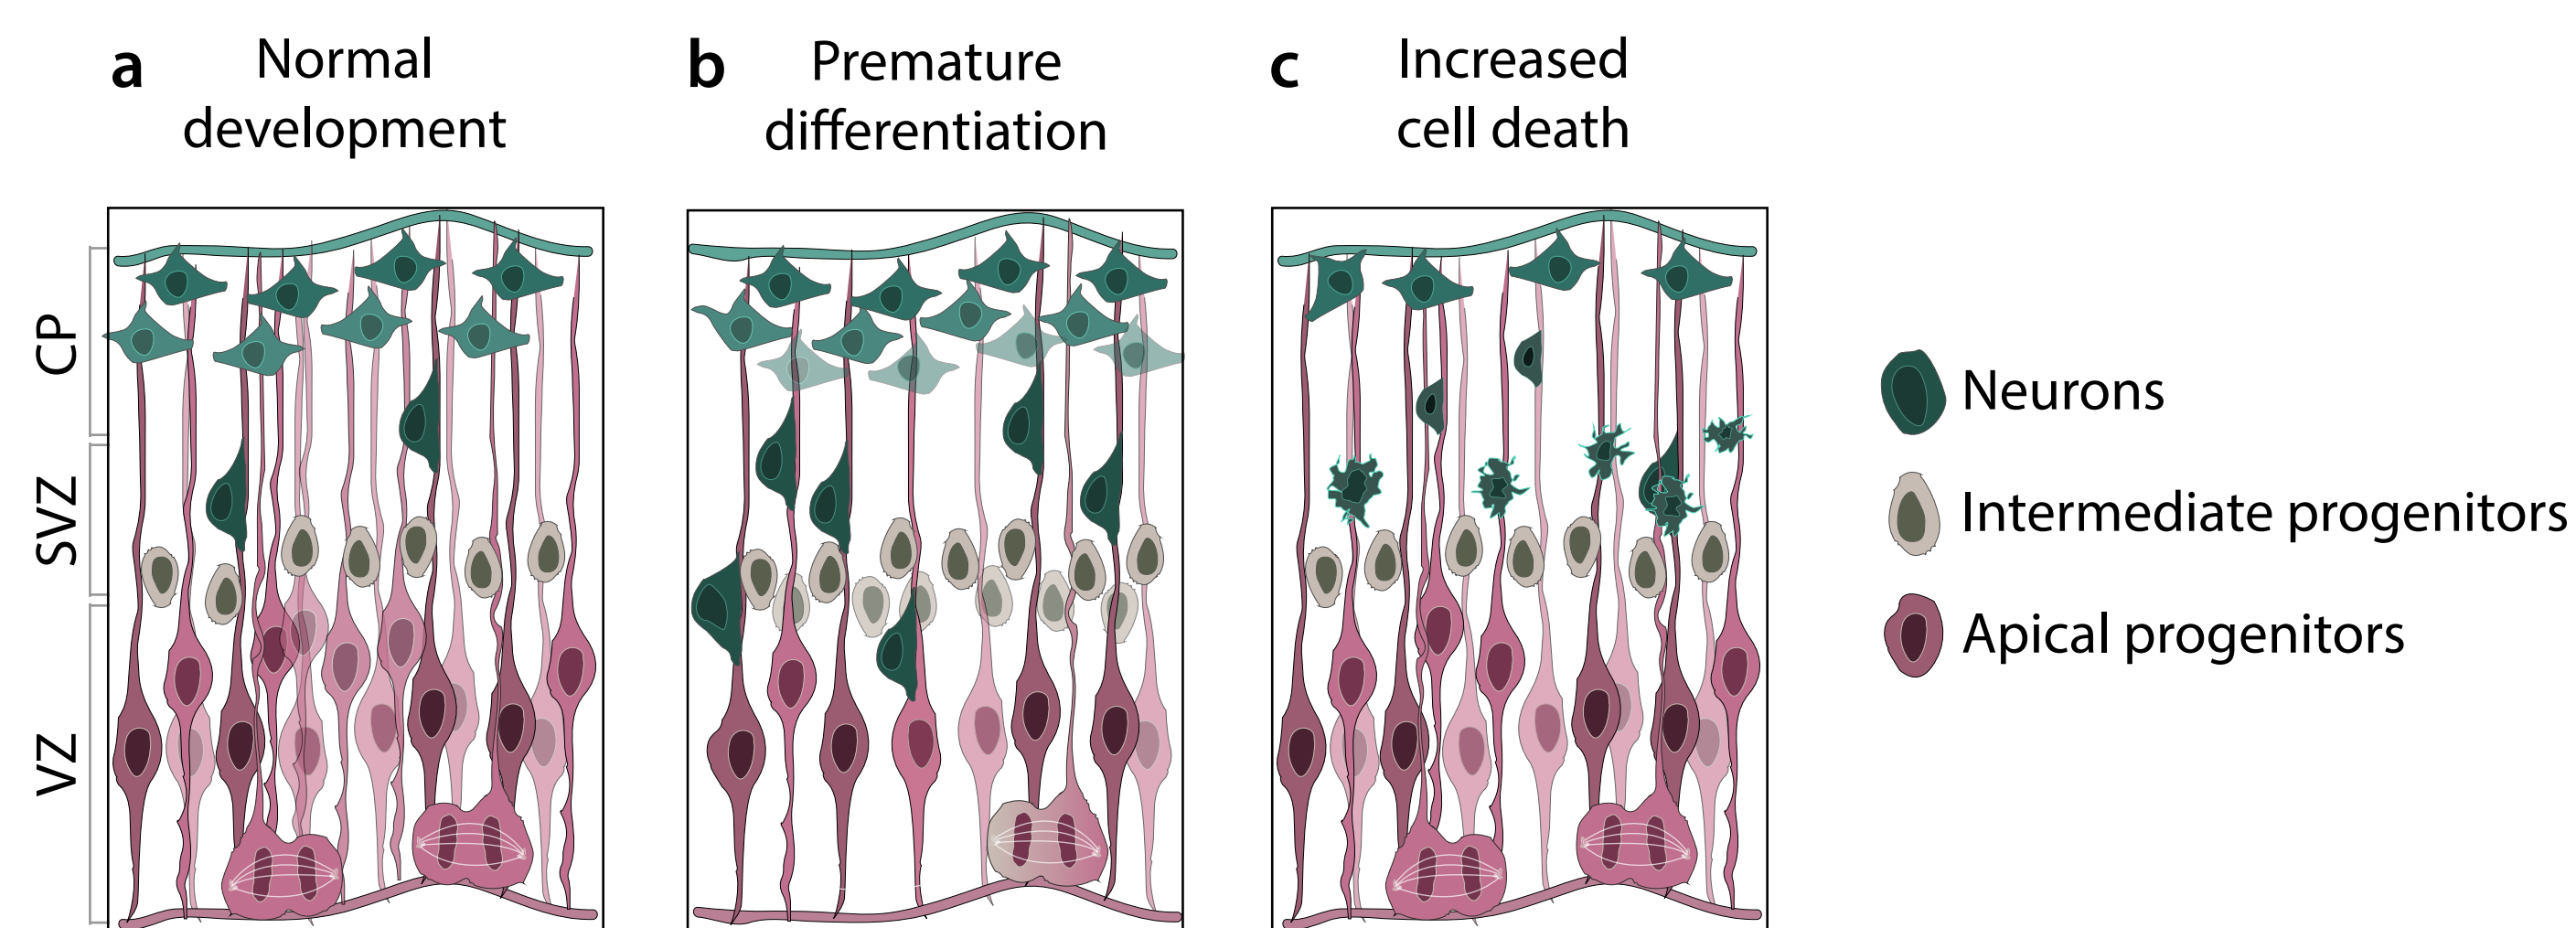 a
Normal
development
b
Premature
differentiation
c
Increased
cell death
CP
SVZ
VZ
Neurons
Intermediate progenitors
Apical progenitors